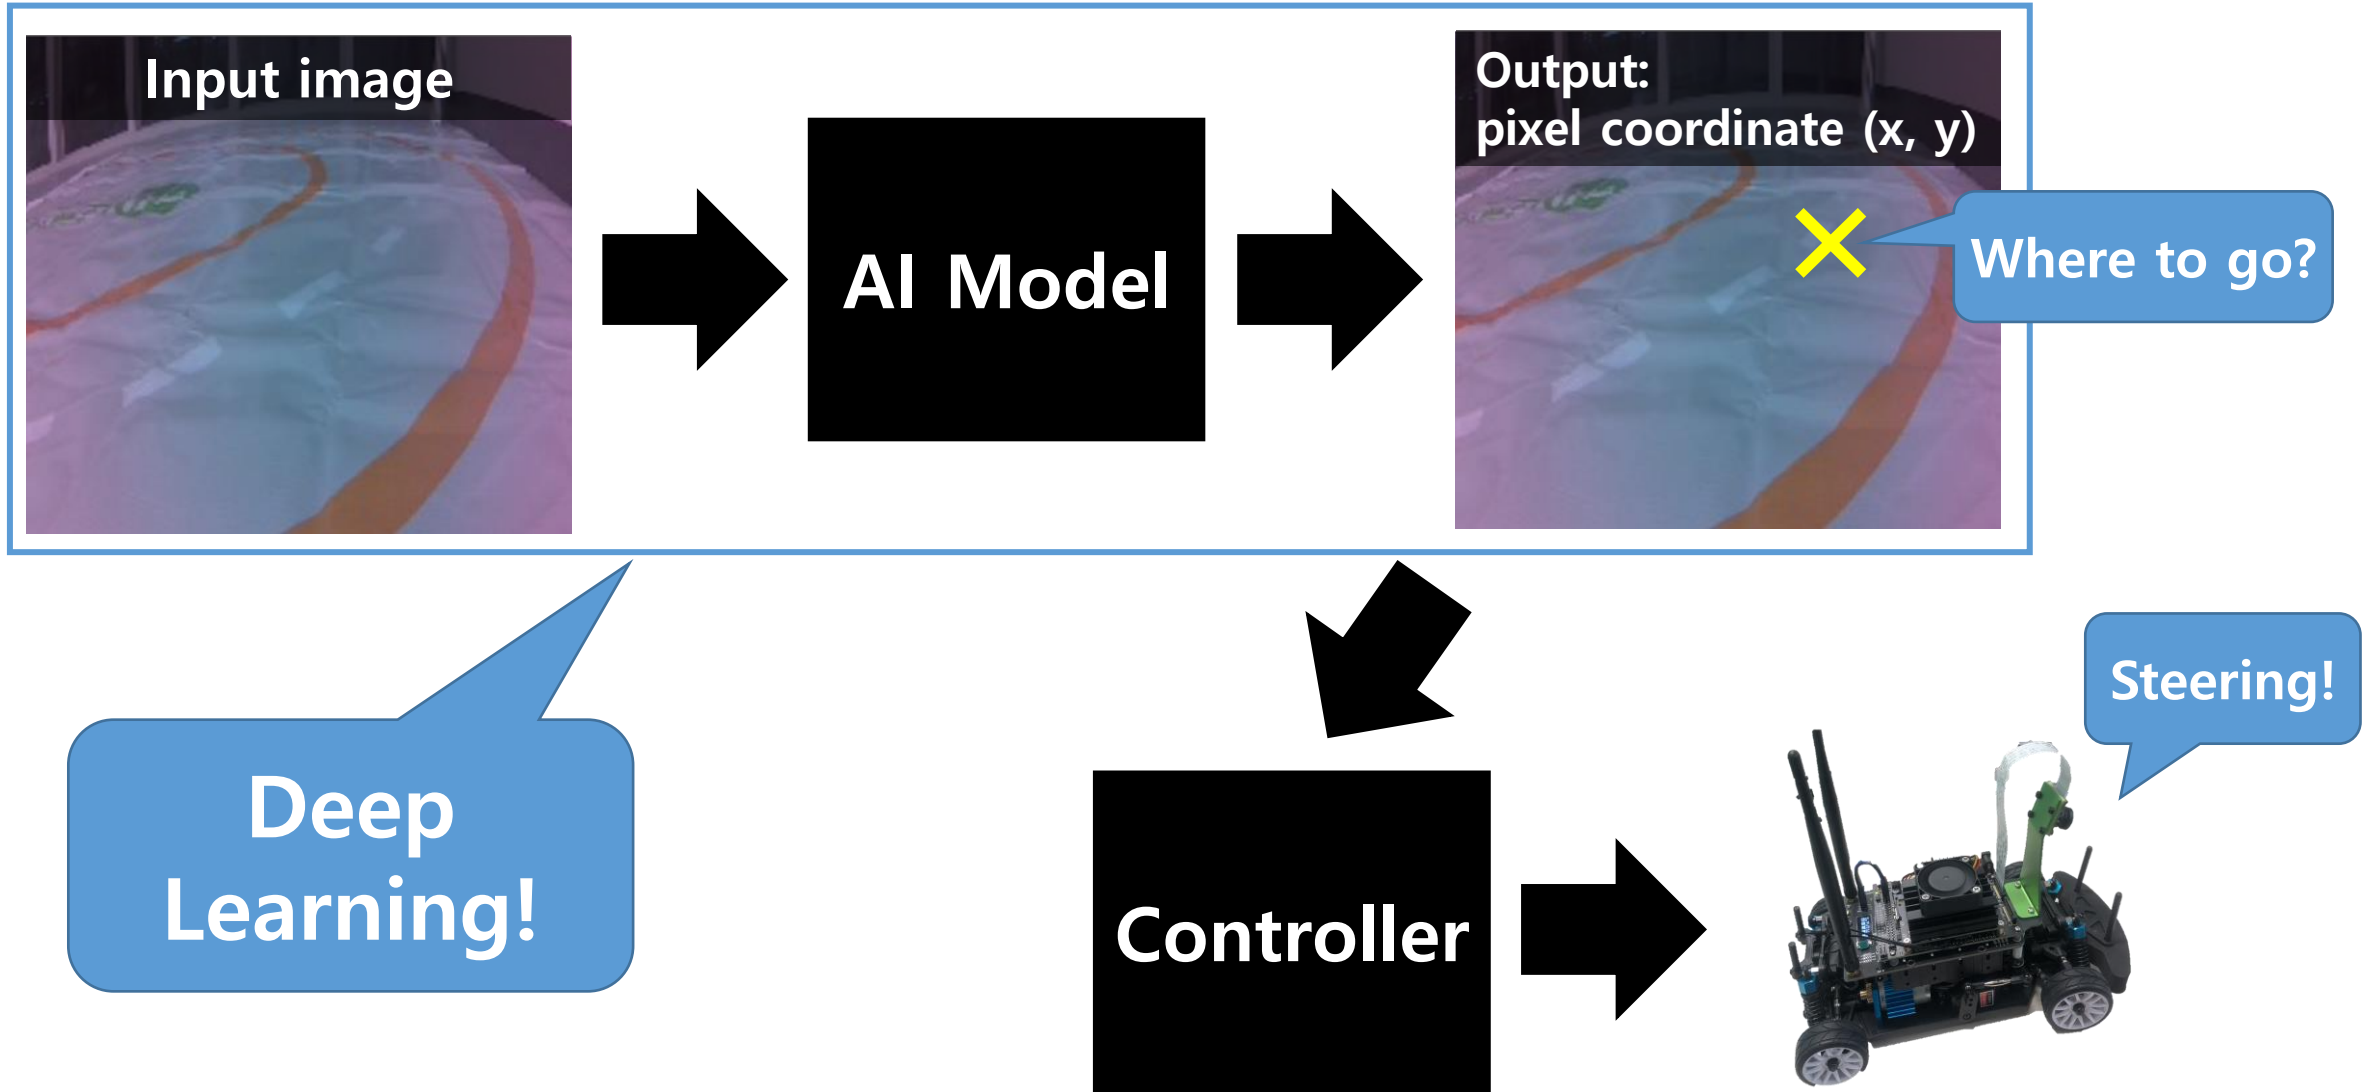 Input image
AI Model
Output:
pixel coordinate (x, y)
Where to go?
Deep
Learning!
Controller
Steering!